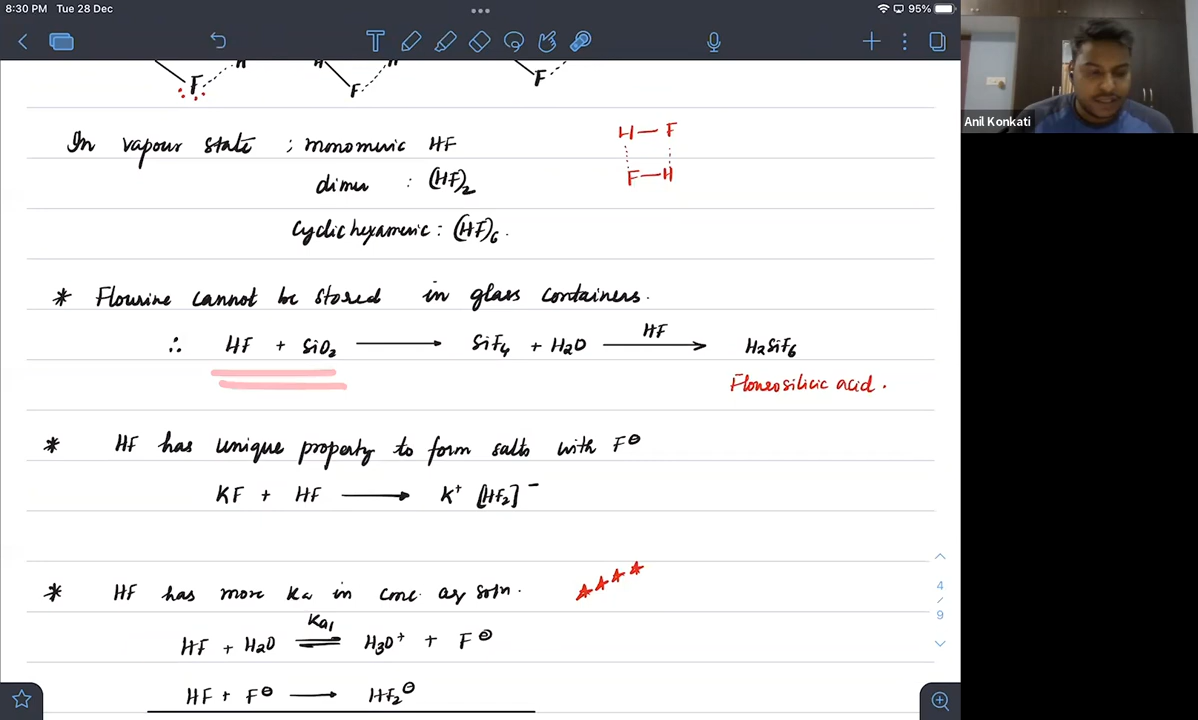 8:30 PM Tue 28 Dec
95%
Anil Konkati
F H
H F H
F
In vapour state ; monomeric HF
dimer : (HF)2
Cyclic hexameric : (HF)6.
H — F
F — H
* Flourine cannot be stored in glass containers.
∴ HF + SiO2 ⟶ SiF4 + H2O ⟶ H2SiF6
HF
Floureosilicic acid.
* HF has unique property to form salts with F⊖
KF + HF ⟶ K+ [HF2]−
* HF has more Ka in conc. aq soln.
Ka1
HF + H2O ⇌ H3O+ + F⊖
HF + F⊖ ⟶ HF2⊖
4
/
9